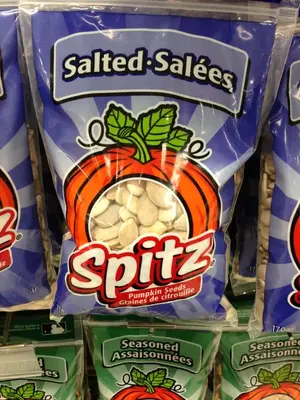 Salted·Salées
Spitz
Pumpkin Seeds
Graines de citrouille
Seasoned
Assaisonnées
Seasoned
Assaisonnées